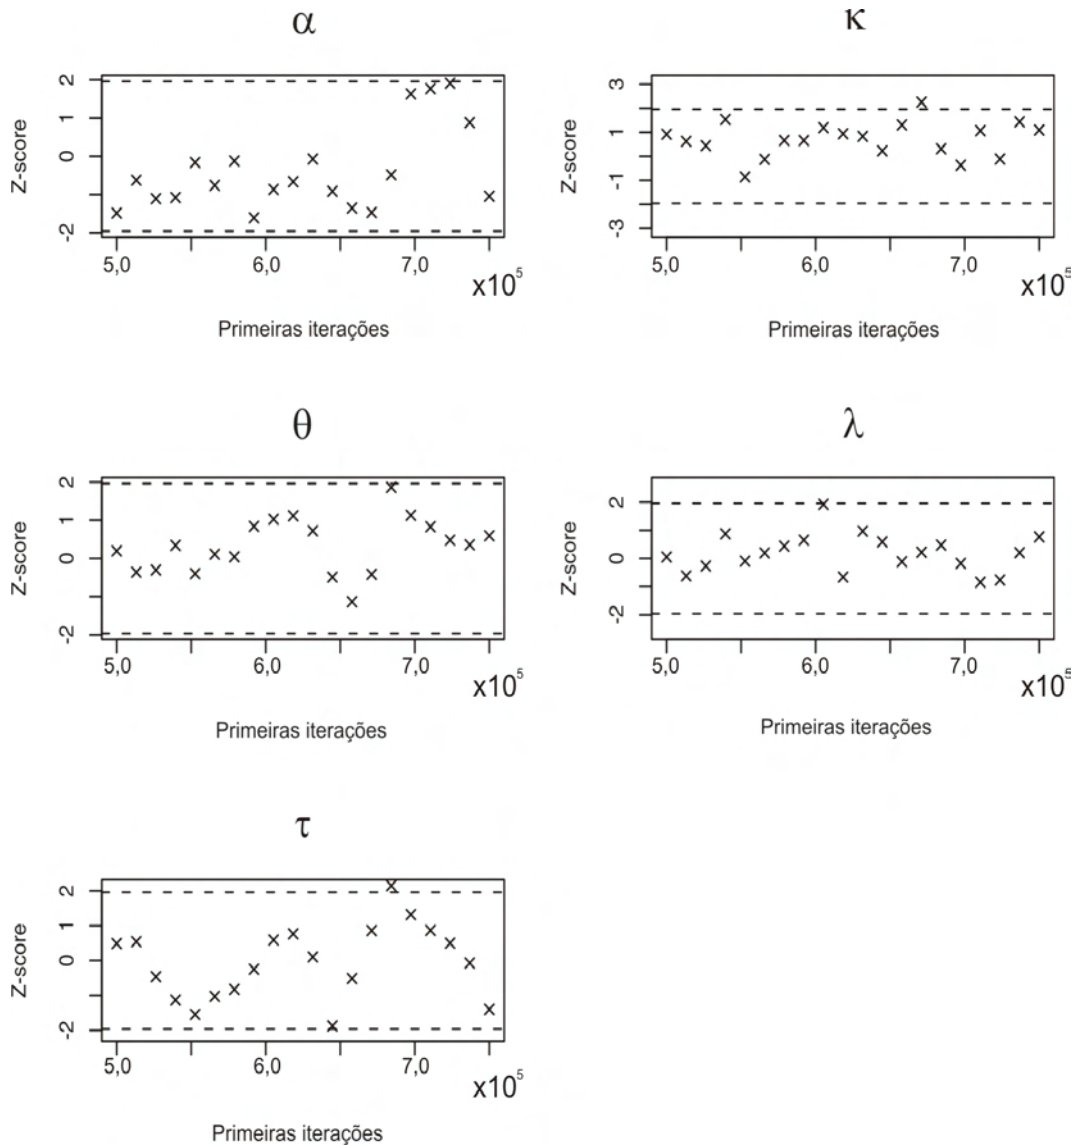 α
Z-score
2
1
0
-2
5,0 6,0 7,0
x10⁵
Primeiras iterações
κ
Z-score
3
1
-1
-3
5,0 6,0 7,0
x10⁵
Primeiras iterações
θ
Z-score
2
1
0
-2
5,0 6,0 7,0
x10⁵
Primeiras iterações
λ
Z-score
2
0
-2
5,0 6,0 7,0
x10⁵
Primeiras iterações
τ
Z-score
2
1
0
-2
5,0 6,0 7,0
x10⁵
Primeiras iterações